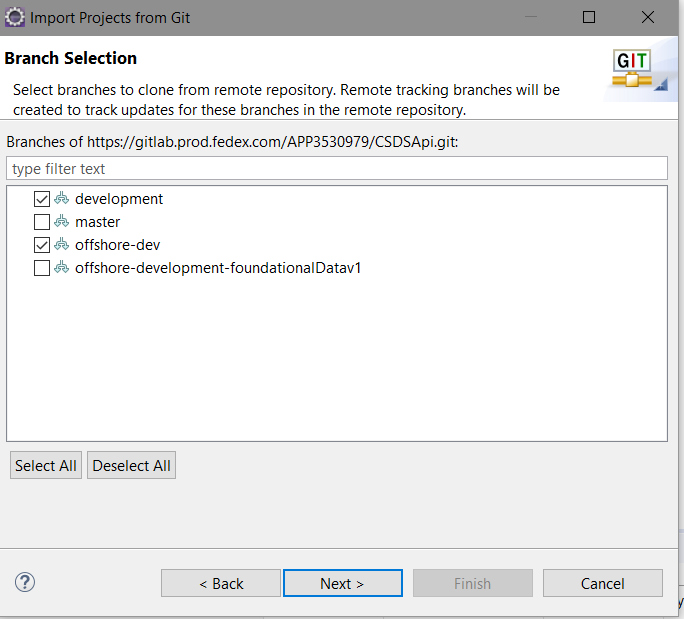 Import Projects from Git
Branch Selection
GIT
Select branches to clone from remote repository. Remote tracking branches will be
created to track updates for these branches in the remote repository.
Branches of https://gitlab.prod.fedex.com/APP3530979/CSDSApi.git:
type filter text
development
master
offshore-dev
offshore-development-foundationalDatav1
Select All
Deselect All
?
< Back
Next >
Finish
Cancel
y